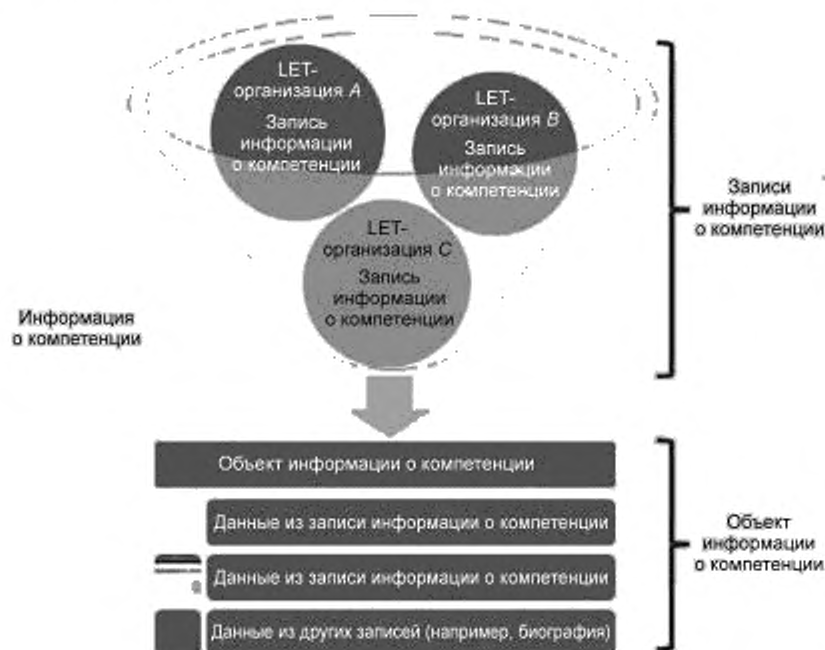 LET-
организация A
Запись
информации
о компетенции
LET-
организация B
Запись
информации
о компетенции
LET-
организация C
Запись
информации
о компетенции
Записи
информации
о компетенции
Информация
о компетенции
Объект информации о компетенции
Данные из записи информации о компетенции
Данные из записи информации о компетенции
Данные из других записей (например, биография)
Объект
информации
о компетенции